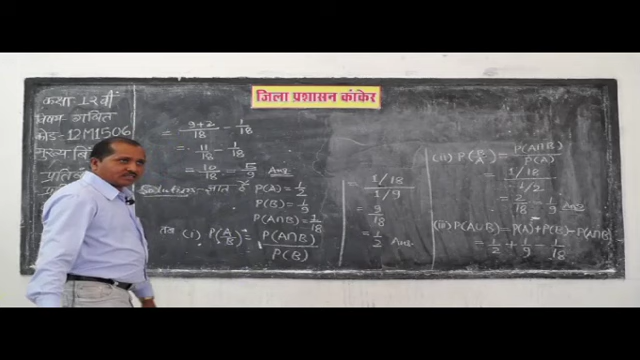 जिला प्रशासन कांकेर
कक्षा 12वीं
विषय गणित
कोड- 12M1506
मुख्य
= 9+2/18 - 1/18
= 11/18 - 1/18
= 10/18 = 5/9 Ans
Solution - ज्ञात है P(A) = 1/2
P(B) = 1/9
P(A∩B) = 1/18
तब (i) P(A/B) = P(A∩B)/P(B)
= 1/18 / 1/9
= 9/18
= 1/2 Ans.
(ii) P(B/A) = P(A∩B)/P(A)
= 1/18 / 1/2
= 2/18 = 1/9 Ans
(iii) P(A∪B) = P(A)+P(B)-P(A∩B)
= 1/2 + 1/9 - 1/18